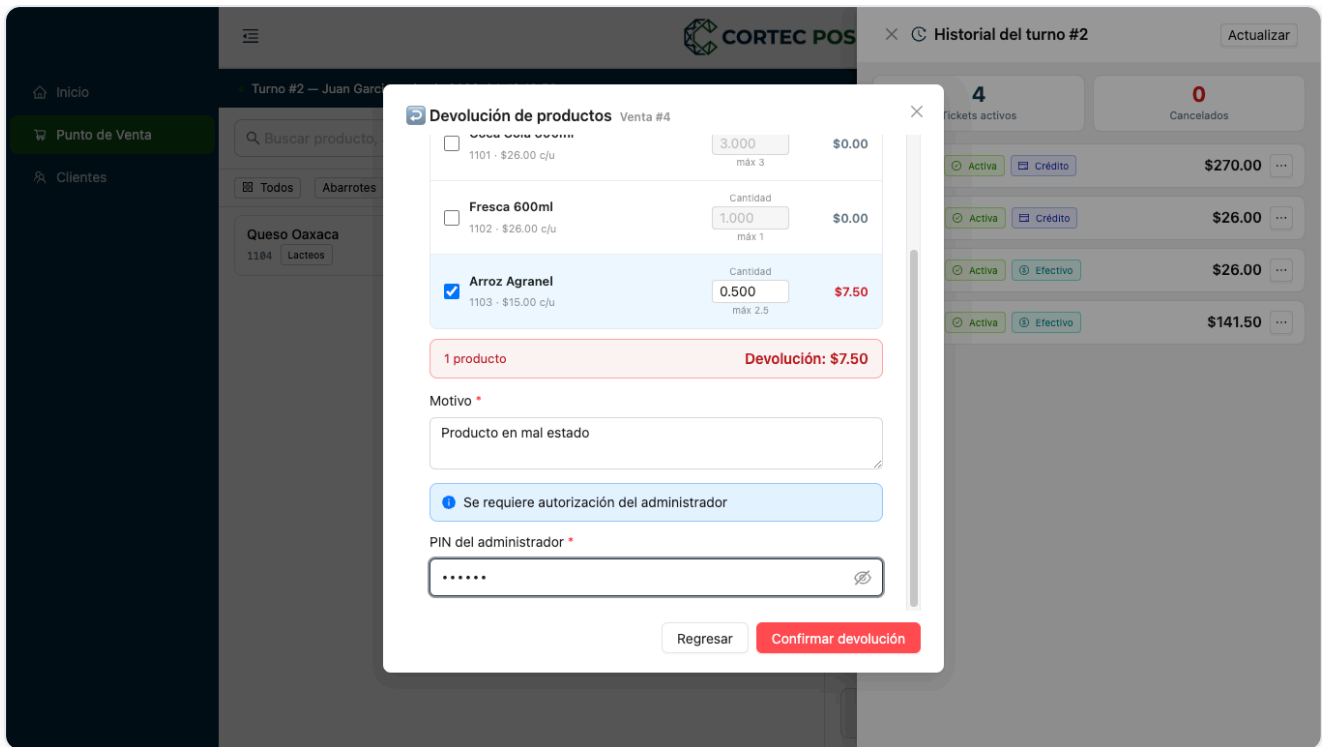 CORTEC POS
Inicio
Punto de Venta
Clientes
Turno #2 — Juan Garc
Buscar producto,
Todos
Abarrotes
Queso Oaxaca
1104
Lacteos
Devolución de productos Venta #4
Coca Cola 600ml
1101 · $26.00 c/u
3.000
máx 3
$0.00
Fresca 600ml
1102 · $26.00 c/u
Cantidad
1.000
máx 1
$0.00
Arroz Agranel
1103 · $15.00 c/u
Cantidad
0.500
máx 2.5
$7.50
1 producto
Devolución: $7.50
Motivo *
Producto en mal estado
Se requiere autorización del administrador
PIN del administrador *
••••••
Regresar
Confirmar devolución
Historial del turno #2
Actualizar
4
Tickets activos
0
Cancelados
Activa Crédito $270.00
Activa Crédito $26.00
Activa Efectivo $26.00
Activa Efectivo $141.50